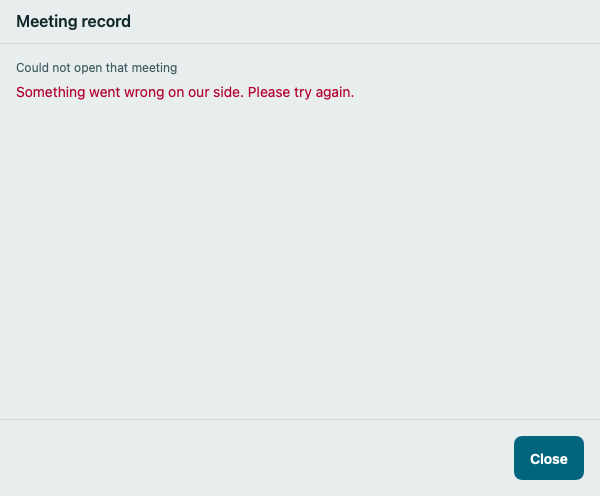 Meeting record
Could not open that meeting
Something went wrong on our side. Please try again.
Close